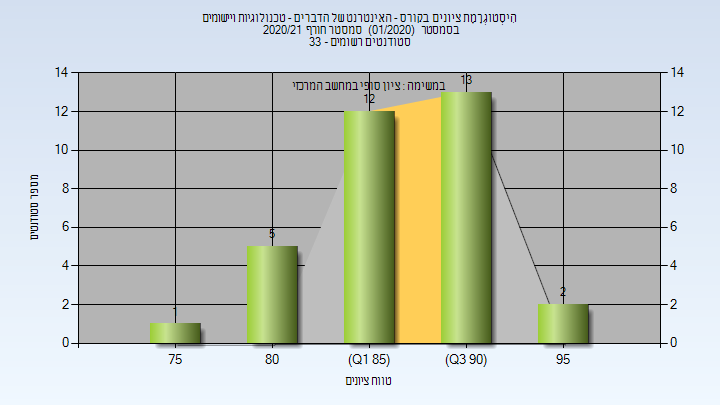 היסטוגרמת ציונים בקורס - האינטרנט של הדברים - טכנולוגיות ויישומים
בסמסטר (01/2020) סמסטר חורף 2020/21
סטודנטים רשומים - 33
במשימה : ציון סופי במחשב המרכזי
14 14
12 12
10 10
8 8
6 6
4 4
2 2
0 0
1 5 12 13 2
מספר סטודנטים
75 80 (Q1 85) (Q3 90) 95
טווח ציונים